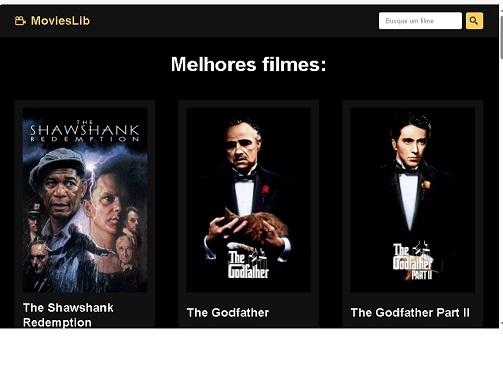 MoviesLib
Busque um filme
Melhores filmes:
THE
SHAWSHANK
REDEMPTION
The
Godfather
The
Godfather
PART II
The Shawshank
Redemption
The Godfather
The Godfather Part II